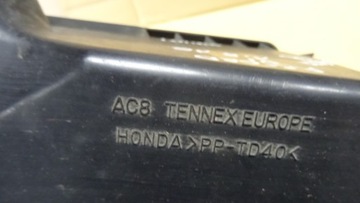 AC8 TENNEX EUROPE
HONDA >PP-TD40<